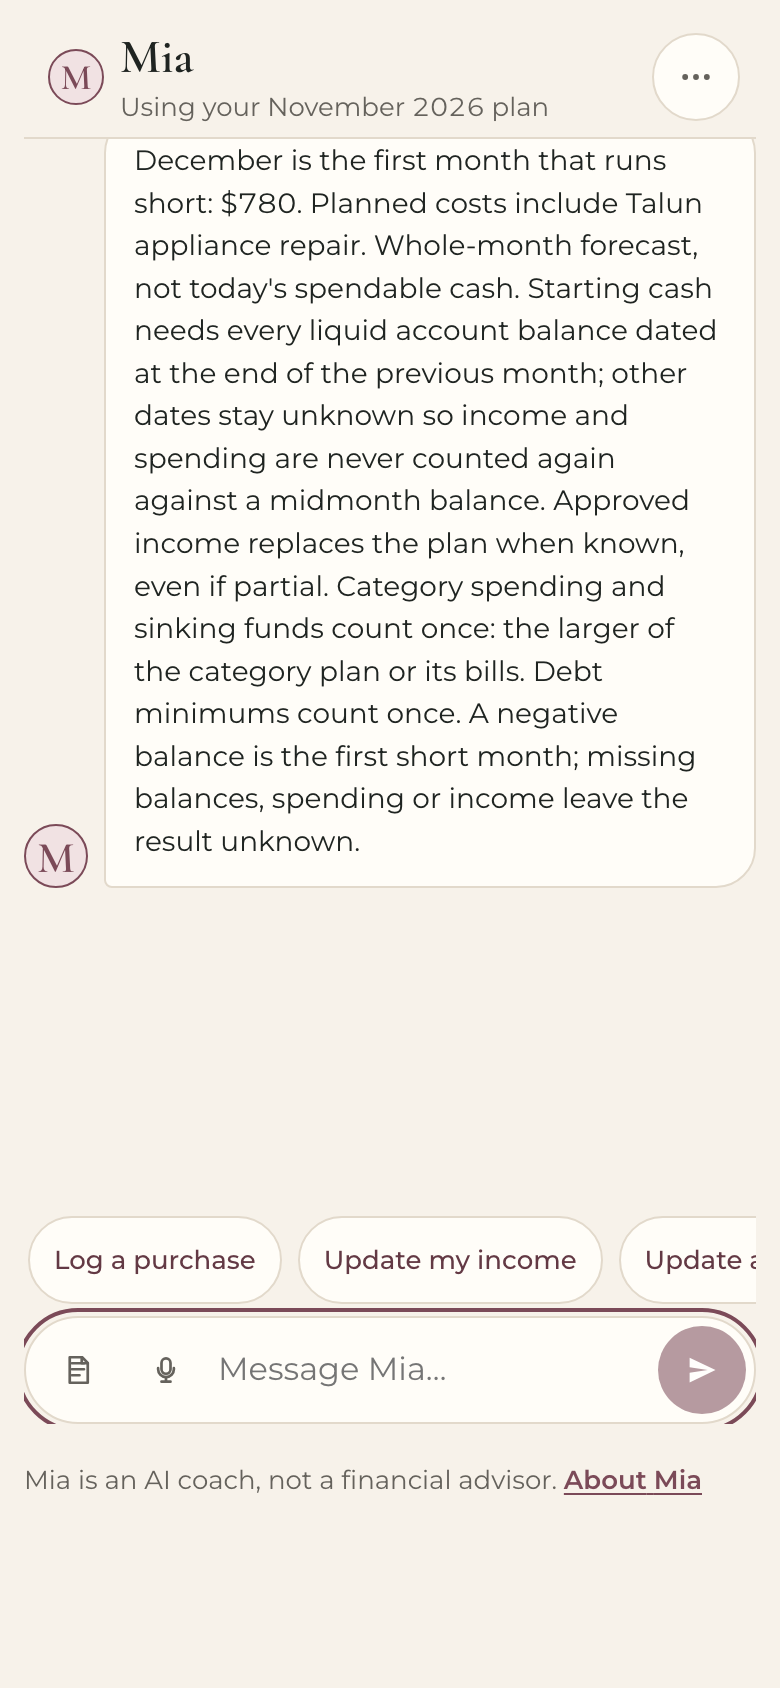 M
Mia
Using your November 2026 plan
December is the first month that runs
short: $780. Planned costs include Talun
appliance repair. Whole-month forecast,
not today's spendable cash. Starting cash
needs every liquid account balance dated
at the end of the previous month; other
dates stay unknown so income and
spending are never counted again
against a midmonth balance. Approved
income replaces the plan when known,
even if partial. Category spending and
sinking funds count once: the larger of
the category plan or its bills. Debt
minimums count once. A negative
balance is the first short month; missing
balances, spending or income leave the
result unknown.
M
Log a purchase
Update my income
Update
Message Mia...
Mia is an AI coach, not a financial advisor. About Mia